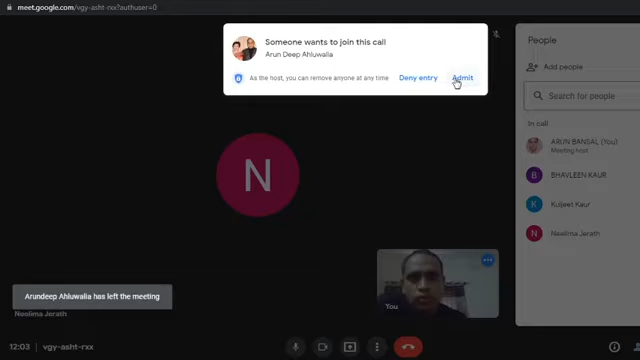 meet.google.com/vgy-asht-rxx?authuser=0
Someone wants to join this call
Arun Deep Ahluwalia
As the host, you can remove anyone at any time
Deny entry
Admit
People
Add people
Search for people
In call
ARUN BANSAL (You)
Meeting host
B
BHAVLEEN KAUR
K
Kuljeet Kaur
N
Neelima Jerath
N
You
Arundeep Ahluwalia has left the meeting
Neelima Jerath
12:03
vgy-asht-rxx